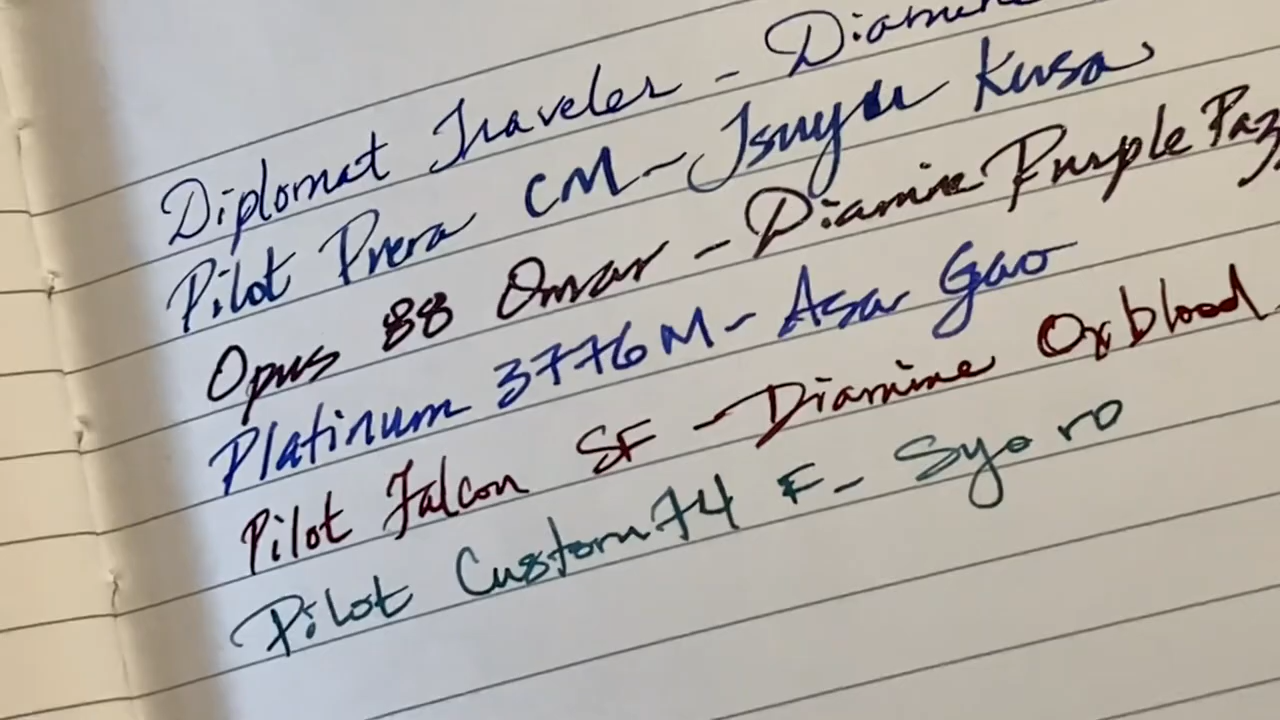 Diplomat Traveler - Diamine
Pilot Prera CM - Tsuyu Kusa
Opus 88 Omar - Diamine Purple Paz
Platinum 3776 M - Asa Gao
Pilot Falcon SF - Diamine Oxblood
Pilot Custom 74 F - Syo ro